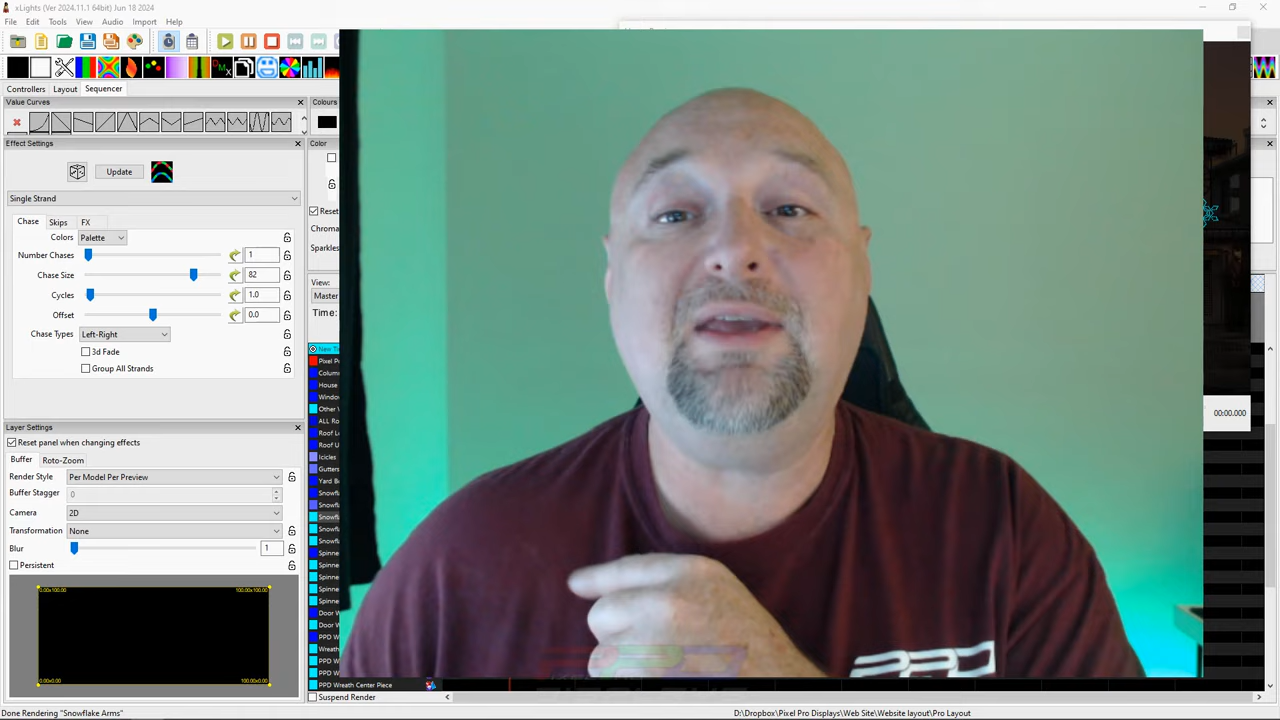 xLights (Ver 2024.11.1 64bit) Jun 18 2024
File Edit Tools View Audio Import Help
Controllers Layout Sequencer
Value Curves
Colours
Effect Settings
Color
Update
Single Strand
Reset
Chase Skips FX
Colors Palette
Chroma
Number Chases 1
Sparkles
Chase Size 82
View:
Cycles 1.0
Master
Offset 0.0
Time:
Chase Types Left-Right
3d Fade
Group All Strands
Pixel Po
Column
House
Window
Other
ALL Ro
Roof L
Roof U
Icicles
Gutters
Yard B
Snowfl
Snowfla
Snowfl
Snowfl
Snowfl
Spinne
Spinne
Spinne
Spinne
Spinne
Door W
Door W
PPD W
Wreath
PPD W
PPD W
PPD Wreath Center Piece
Suspend Render
00:00.000
Layer Settings
Reset panel when changing effects
Buffer Roto-Zoom
Render Style Per Model Per Preview
Buffer Stagger 0
Camera 2D
Transformation None
Blur 1
Persistent
0.00x100.00 100.00x100.00
0.00x0.00 100.00x0.00
PPD
Done Rendering "Snowflake Arms" D:\Dropbox\Pixel Pro Displays\Web Site\Website layout\Pro Layout